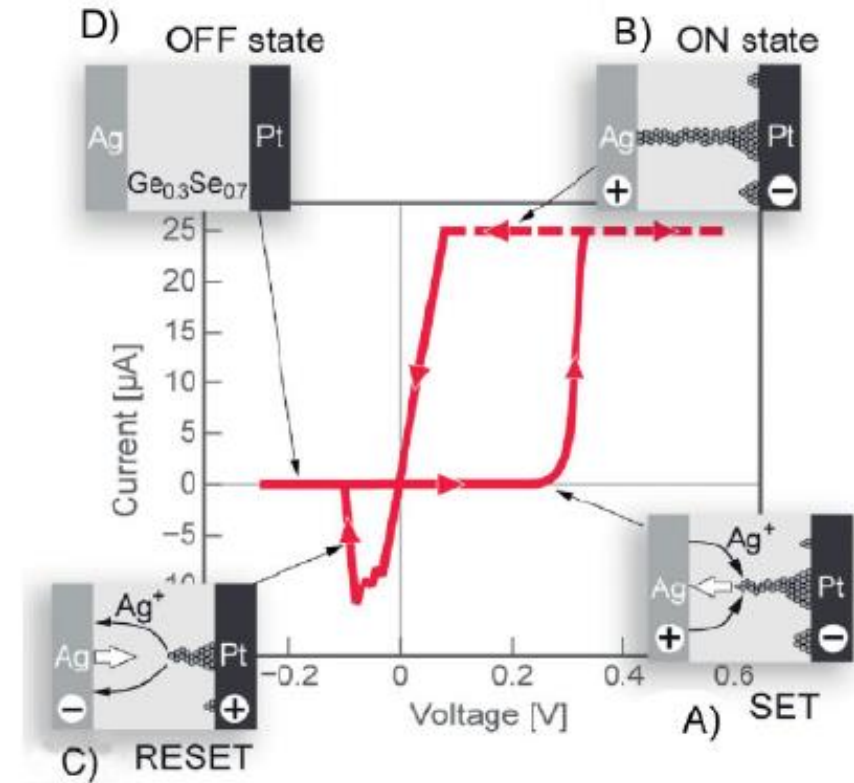 D) OFF state
Ag Pt
Ge0.3Se0.7
B) ON state
Ag Pt
+ −
25
20
15
10
5
0
−5
Current [µA]
Ag⁺
Ag Pt
− +
C) RESET
Ag⁺
Ag Pt
+ −
A) SET
−0.2 0 0.2 0.4 0.6
Voltage [V]